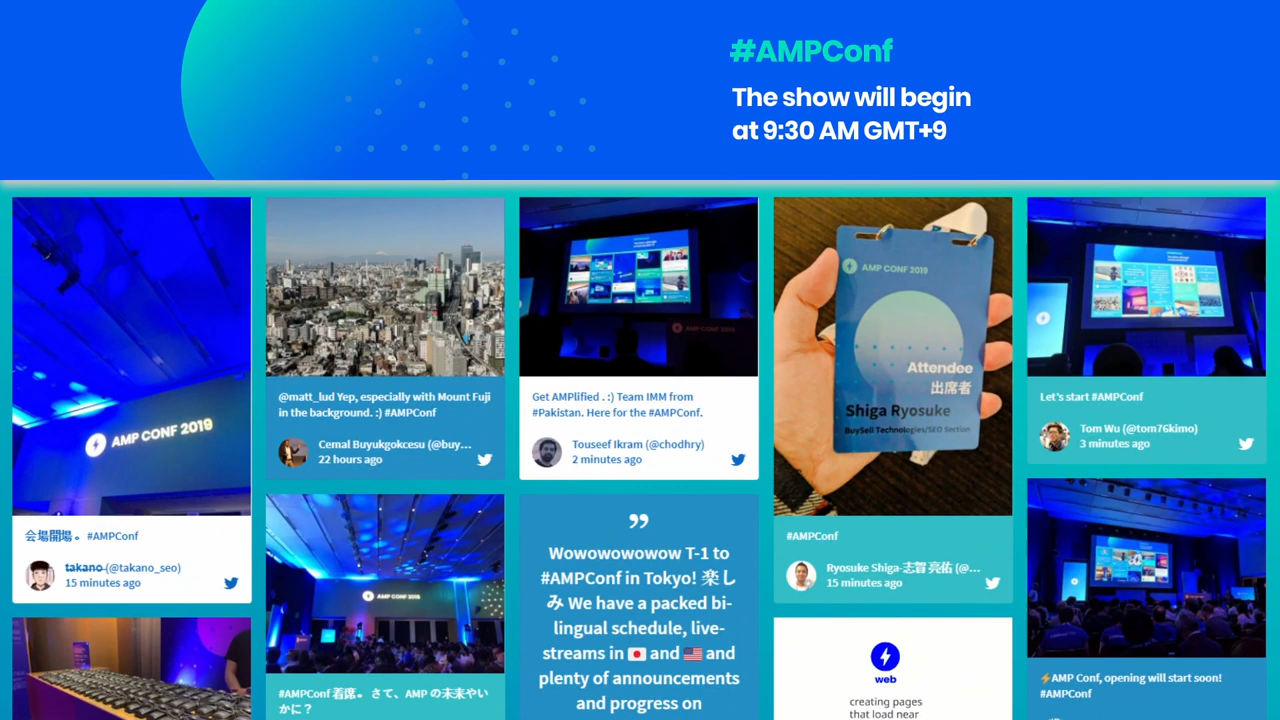 #AMPConf
The show will begin
at 9:30 AM GMT+9
AMP CONF 2019
会場開場。 #AMPConf
takano (@takano_seo)
15 minutes ago
@matt_lud Yep, especially with Mount Fuji
in the background. :) #AMPConf
Cemal Buyukgokcesu (@buy...
22 hours ago
AMP CONF 2019
#AMPConf 着席。さて、AMP の未来やい
かに？
AMP CONF 2019
Get AMPlified . :) Team IMM from
#Pakistan. Here for the #AMPConf.
Touseef Ikram (@chodhry)
2 minutes ago
”
Wowowowowow T-1 to
#AMPConf in Tokyo! 楽し
み We have a packed bi-
lingual schedule, live-
streams in 🇯🇵 and 🇺🇸 and
plenty of announcements
and progress on
AMP CONF 2019
Attendee
出席者
Shiga Ryosuke
BuySell Technologies/SEO Section
#AMPConf
Ryosuke Shiga-志賀亮佑 (@...
15 minutes ago
web
creating pages
that load near
Let's start #AMPConf
Tom Wu (@tom76kimo)
3 minutes ago
⚡AMP Conf, opening will start soon!
#AMPConf